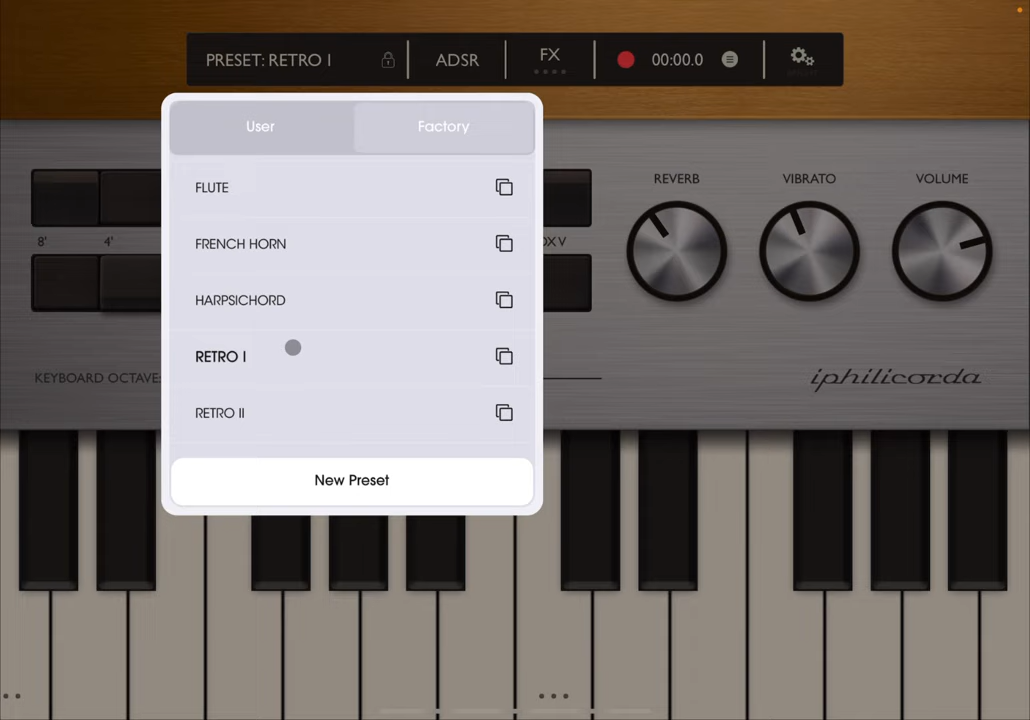 PRESET: RETRO I
ADSR
FX
00:00.0
User
Factory
FLUTE
FRENCH HORN
HARPSICHORD
RETRO I
RETRO II
New Preset
REVERB
VIBRATO
VOLUME
8'
4'
V
KEYBOARD OCTAVE:
iphilicorda